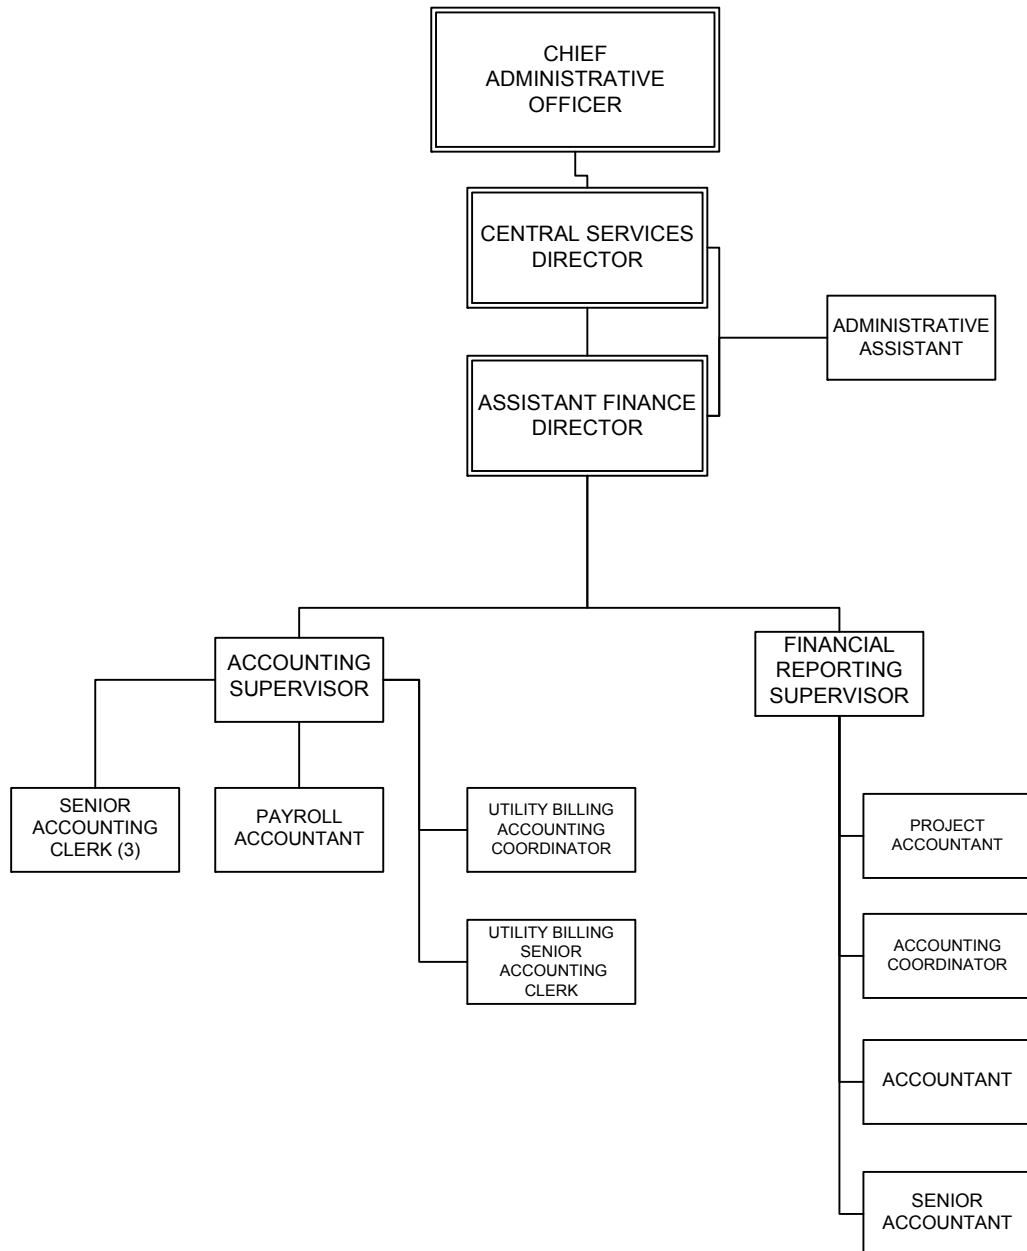 CHIEF
ADMINISTRATIVE
OFFICER
CENTRAL SERVICES
DIRECTOR
ADMINISTRATIVE
ASSISTANT
ASSISTANT FINANCE
DIRECTOR
ACCOUNTING
SUPERVISOR
FINANCIAL
REPORTING
SUPERVISOR
SENIOR
ACCOUNTING
CLERK (3)
PAYROLL
ACCOUNTANT
UTILITY BILLING
ACCOUNTING
COORDINATOR
PROJECT
ACCOUNTANT
UTILITY BILLING
SENIOR
ACCOUNTING
CLERK
ACCOUNTING
COORDINATOR
ACCOUNTANT
SENIOR
ACCOUNTANT